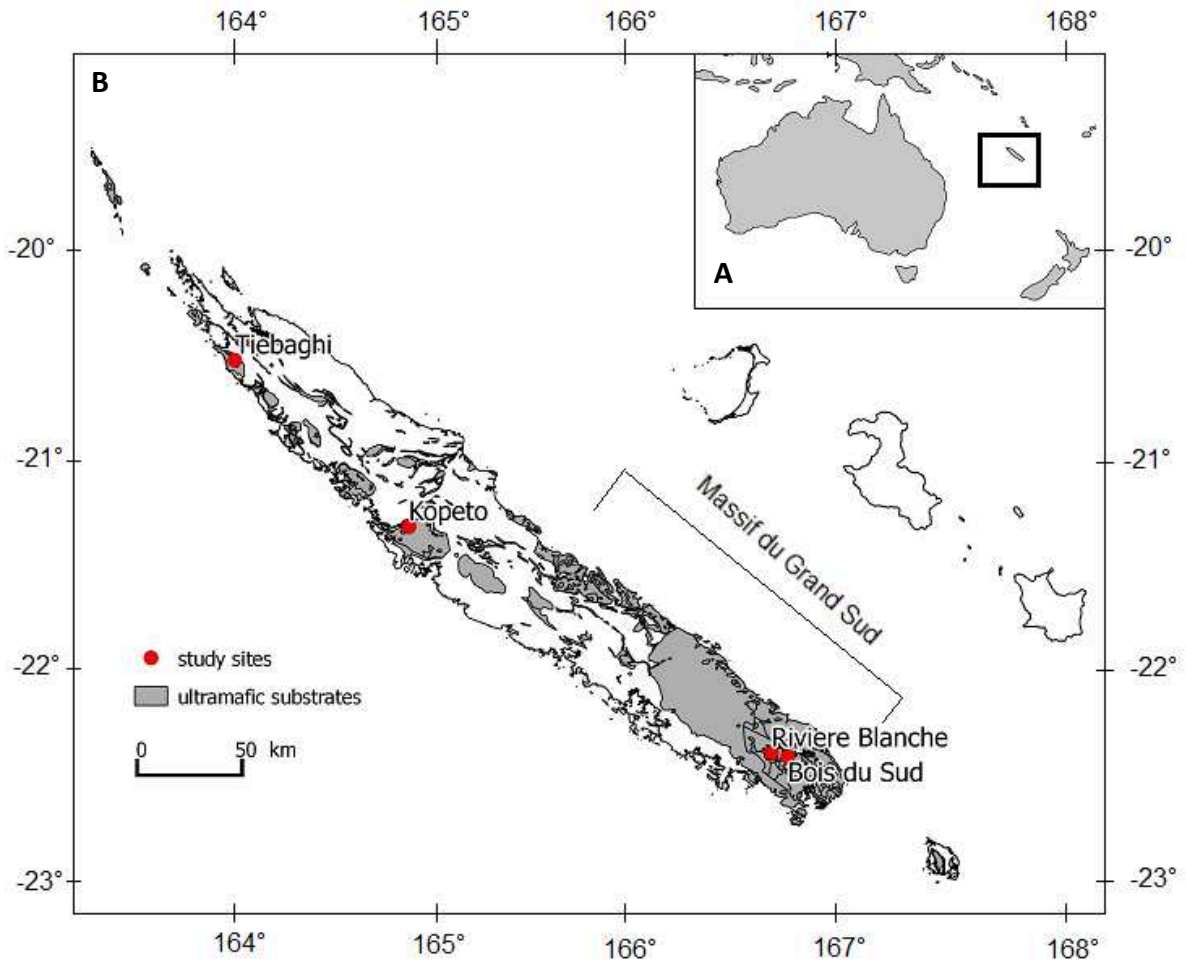 164° 165° 166° 167° 168°
B
A
-20° -20°
Tiebaghi
-21° -21°
Massif du Grand Sud
Kopeto
study sites
-22° -22°
ultramafic substrates
Riviere Blanche
0 50 km
Bois du Sud
-23° -23°
164° 165° 166° 167° 168°